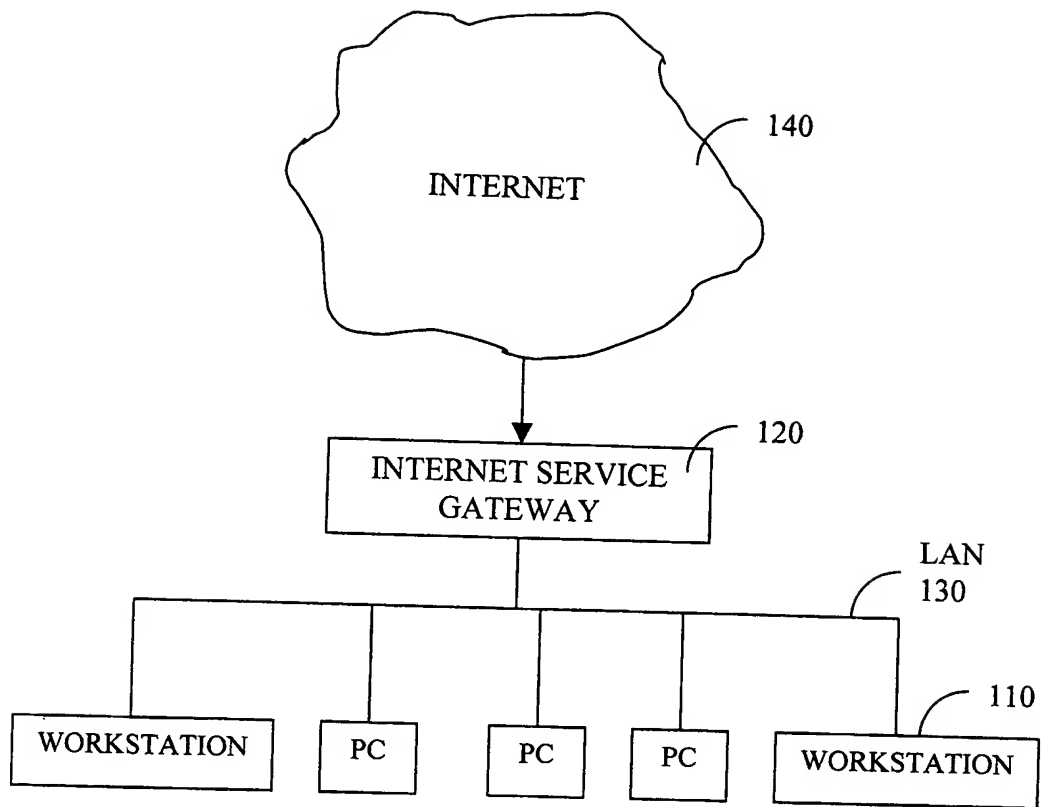 140
INTERNET
120
INTERNET SERVICE
GATEWAY
LAN
130
110
WORKSTATION
PC
PC
PC
WORKSTATION